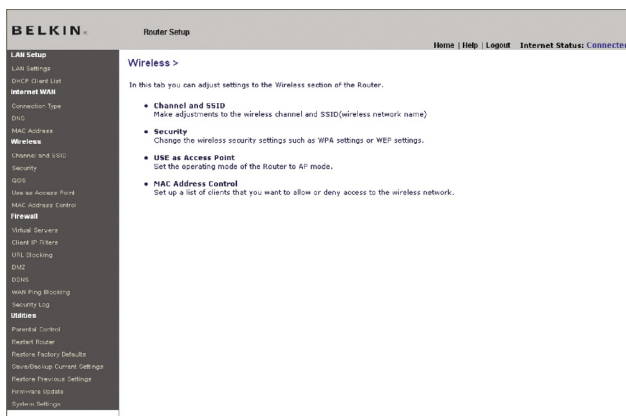 BELKIN®
Router Setup
Home | Help | Logout Internet Status: Connected
LAN Setup
LAN Settings
DHCP Client List
Internet WAN
Connection Type
DNS
MAC Address
Wireless
Channel and SSID
Security
QOS
Use as Access Point
MAC Address Control
Firewall
Virtual Servers
Client IP Filters
URL Blocking
DMZ
DDNS
WAN Ping Blocking
Security Log
Utilities
Parental Control
Restart Router
Restore Factory Defaults
Save/Backup Current Settings
Restore Previous Settings
Firmware Update
System Settings
Wireless >
In this tab you can adjust settings to the Wireless section of the Router.
• Channel and SSID
Make adjustments to the wireless channel and SSID(wireless network name)
• Security
Change the wireless security settings such as WPA settings or WEP settings.
• USE as Access Point
Set the operating mode of the Router to AP mode.
• MAC Address Control
Set up a list of clients that you want to allow or deny access to the wireless network.